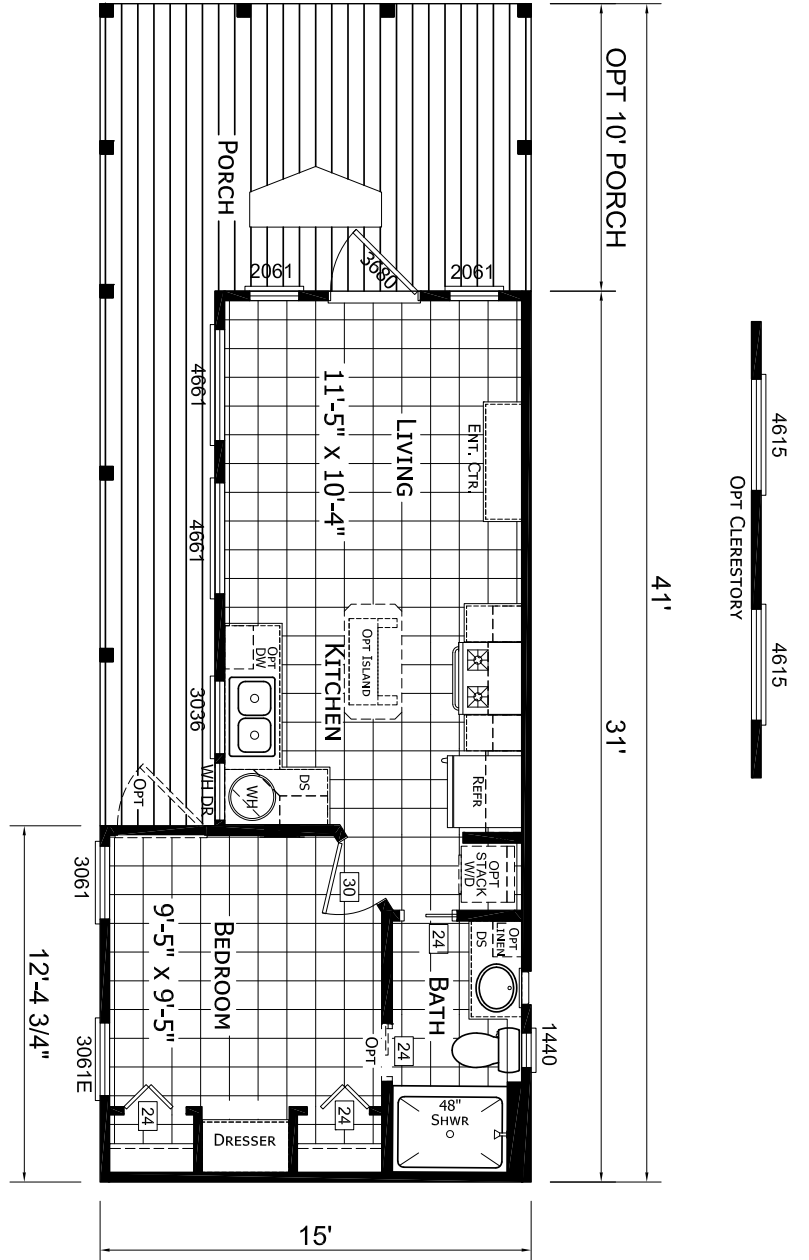 4615
4615
OPT CLERESTORY
41'
OPT 10' PORCH
31'
PORCH
2061
3680
2061
4661
4661
3036
WH DR
OPT
LIVING
11'-5" X 10'-4"
ENT. CTR.
KITCHEN
OPT ISLAND
OPT
DW
WH
DS
REFR
OPT
STACK
W/D
30
24
OPT
LINEN
DS
BATH
1440
24
OPT
48"
SHWR
BEDROOM
9'-5" X 9'-5"
3061
3061E
24
DRESSER
24
12'-4 3/4"
15'